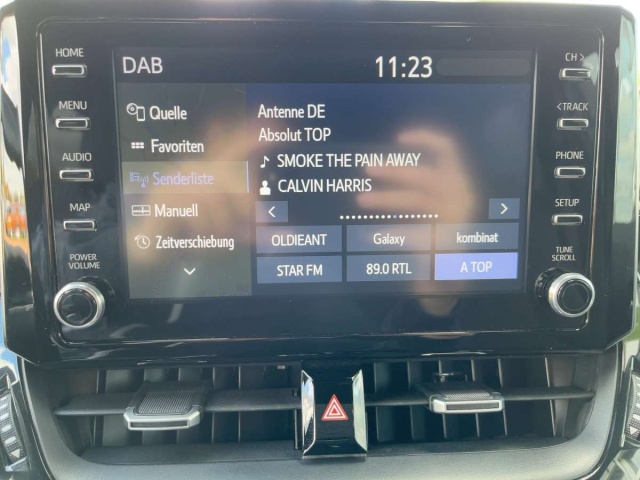 HOME
MENU
AUDIO
MAP
POWER
VOLUME
DAB
11:23
Quelle
Favoriten
Senderliste
Manuell
Zeitverschiebung
Antenne DE
Absolut TOP
♪ SMOKE THE PAIN AWAY
CALVIN HARRIS
< >
OLDIEANT Galaxy kombinat
STAR FM 89.0 RTL A TOP
CH >
< TRACK
PHONE
SETUP
TUNE
SCROLL